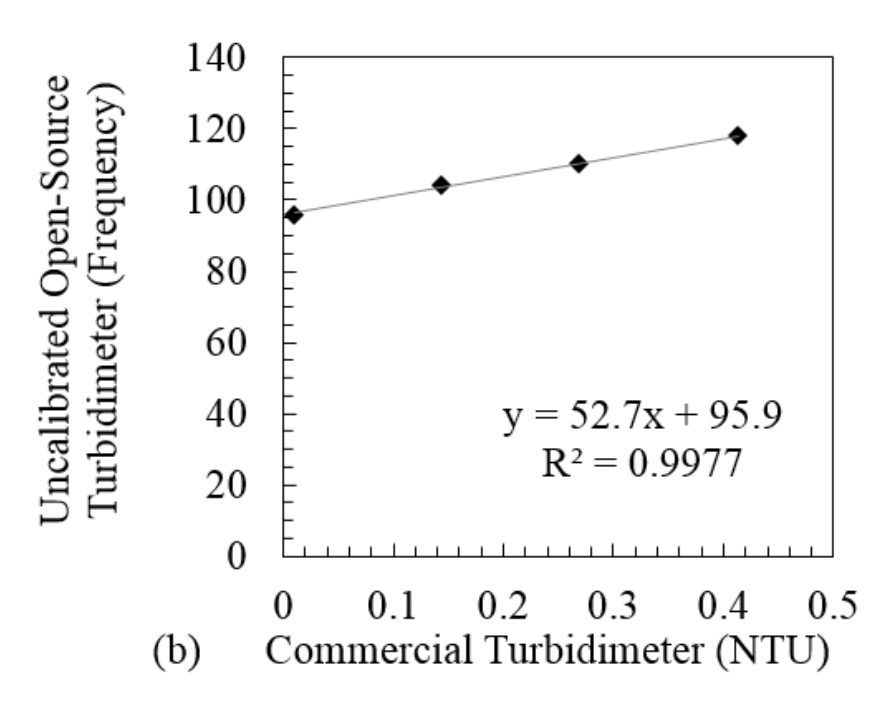 Uncalibrated Open-Source
Turbidimeter (Frequency)
140
120
100
80
60
40
20
0
y = 52.7x + 95.9
R² = 0.9977
0 0.1 0.2 0.3 0.4 0.5
(b) Commercial Turbidimeter (NTU)